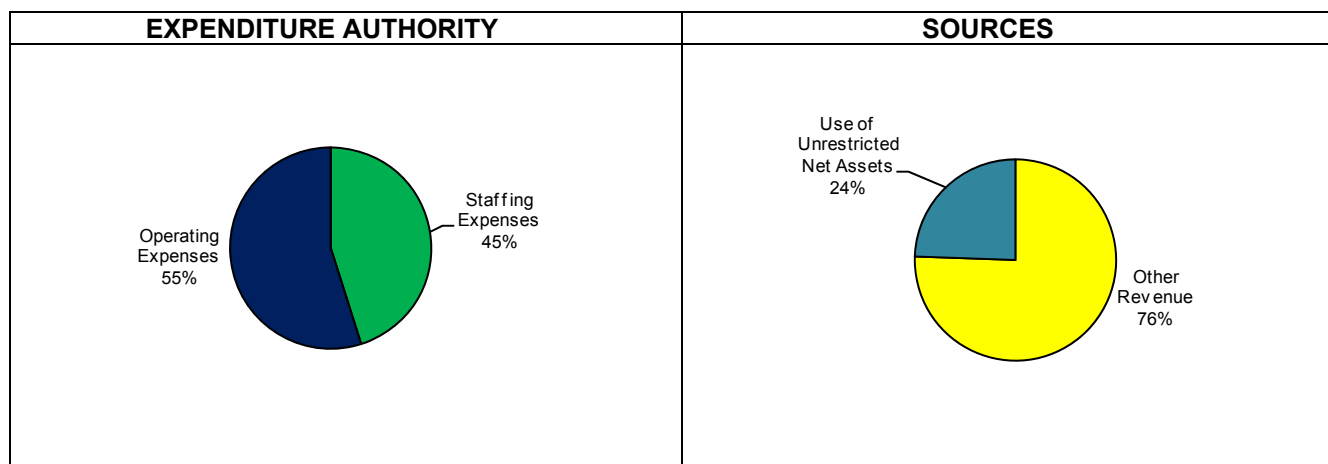 EXPENDITURE AUTHORITY
Operating
Expenses
55%
Staffing
Expenses
45%
SOURCES
Use of
Unrestricted
Net Assets
24%
Other
Revenue
76%